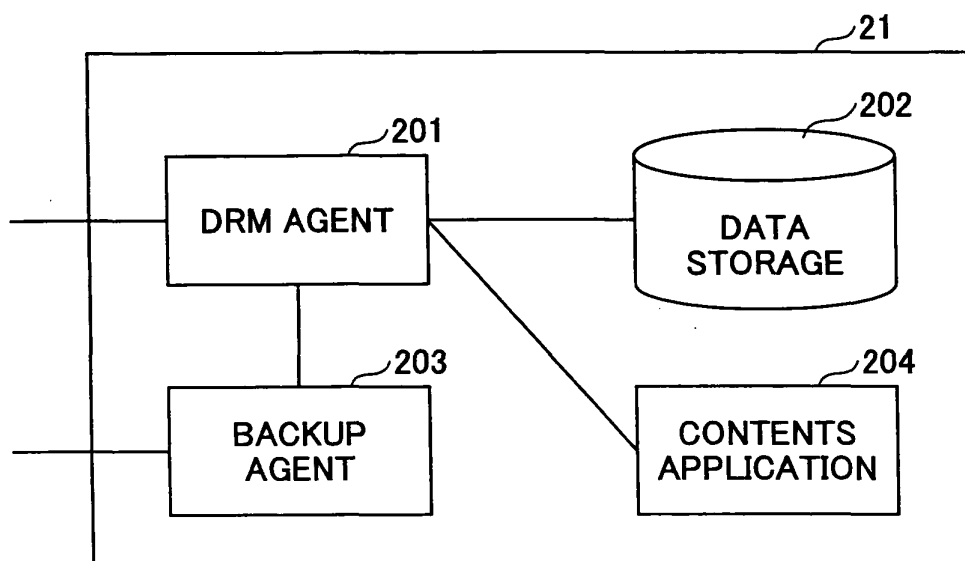 21
201
202
DRM AGENT
DATA
STORAGE
203
204
BACKUP
AGENT
CONTENTS
APPLICATION